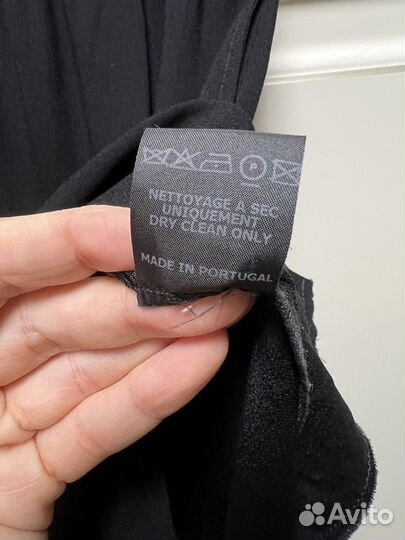 P
NETTOYAGE A SEC
UNIQUEMENT
DRY CLEAN ONLY
MADE IN PORTUGAL
Avito